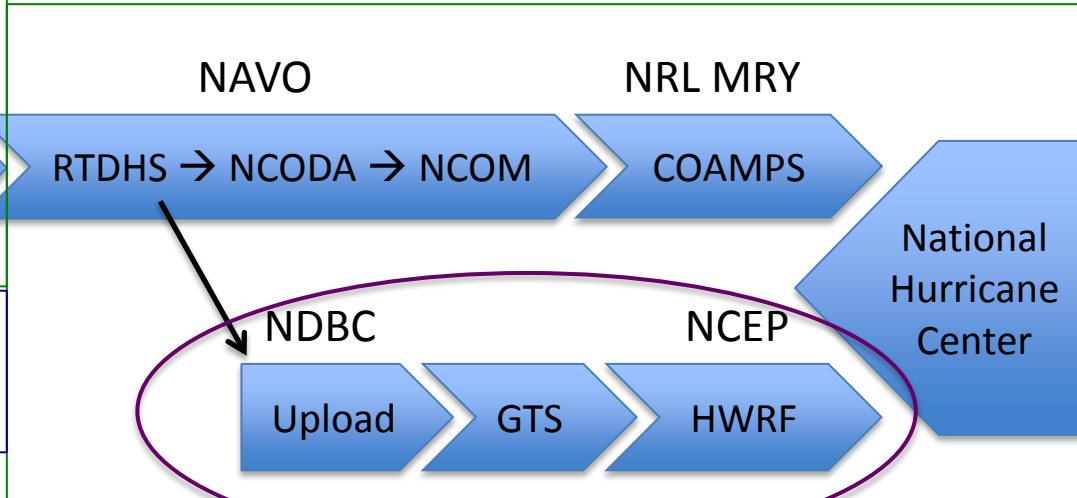 NAVO
NRL MRY
RTDHS → NCODA → NCOM
COAMPS
National
Hurricane
Center
NDBC
NCEP
Upload
GTS
HWRF